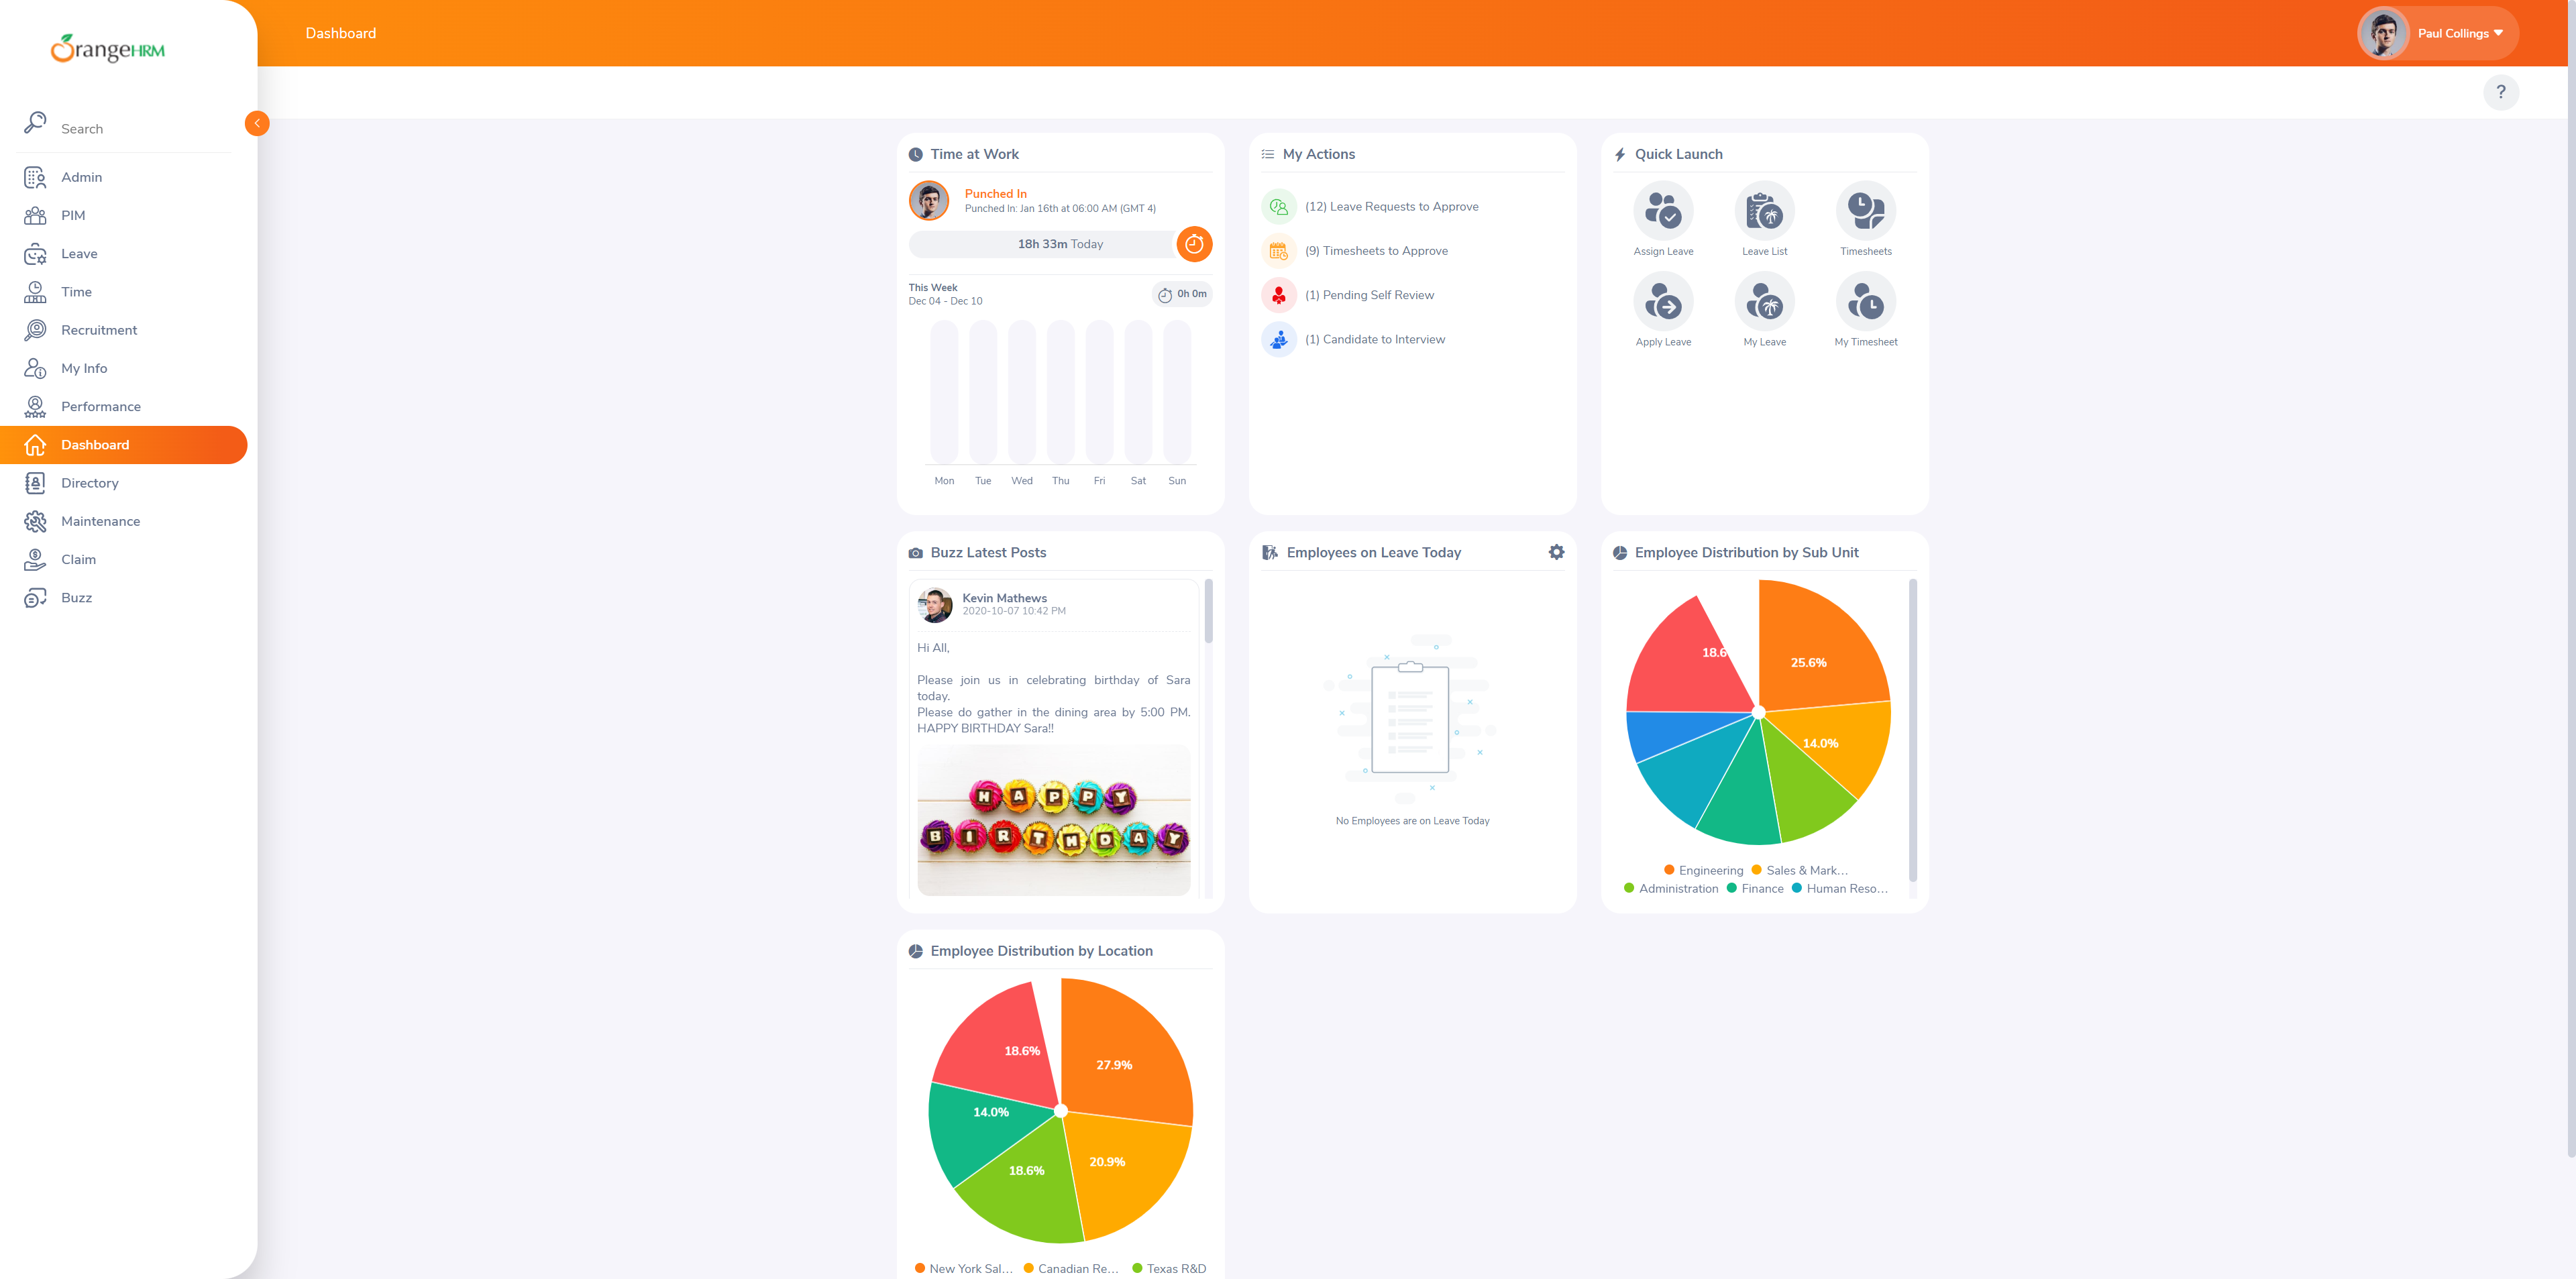 OrangeHRM
Dashboard
Paul Collings
?
Search
Admin
PIM
Leave
Time
Recruitment
My Info
Performance
Dashboard
Directory
Maintenance
Claim
Buzz
Time at Work
Punched In
Punched In: Jan 16th at 06:00 AM (GMT 4)
18h 33m Today
This Week
Dec 04 - Dec 10
0h 0m
Mon Tue Wed Thu Fri Sat Sun
My Actions
(12) Leave Requests to Approve
(9) Timesheets to Approve
(1) Pending Self Review
(1) Candidate to Interview
Quick Launch
Assign Leave Leave List Timesheets
Apply Leave My Leave My Timesheet
Buzz Latest Posts
Kevin Mathews
2020-10-07 10:42 PM
Hi All,
Please join us in celebrating birthday of Sara
today.
Please do gather in the dining area by 5:00 PM.
HAPPY BIRTHDAY Sara!!
HAPPY
BIRTHDAY
Employees on Leave Today
No Employees are on Leave Today
Employee Distribution by Sub Unit
18.6
25.6%
14.0%
Engineering Sales & Mark...
Administration Finance Human Reso...
Employee Distribution by Location
18.6%
27.9%
14.0%
20.9%
18.6%
New York Sal... Canadian Re... Texas R&D